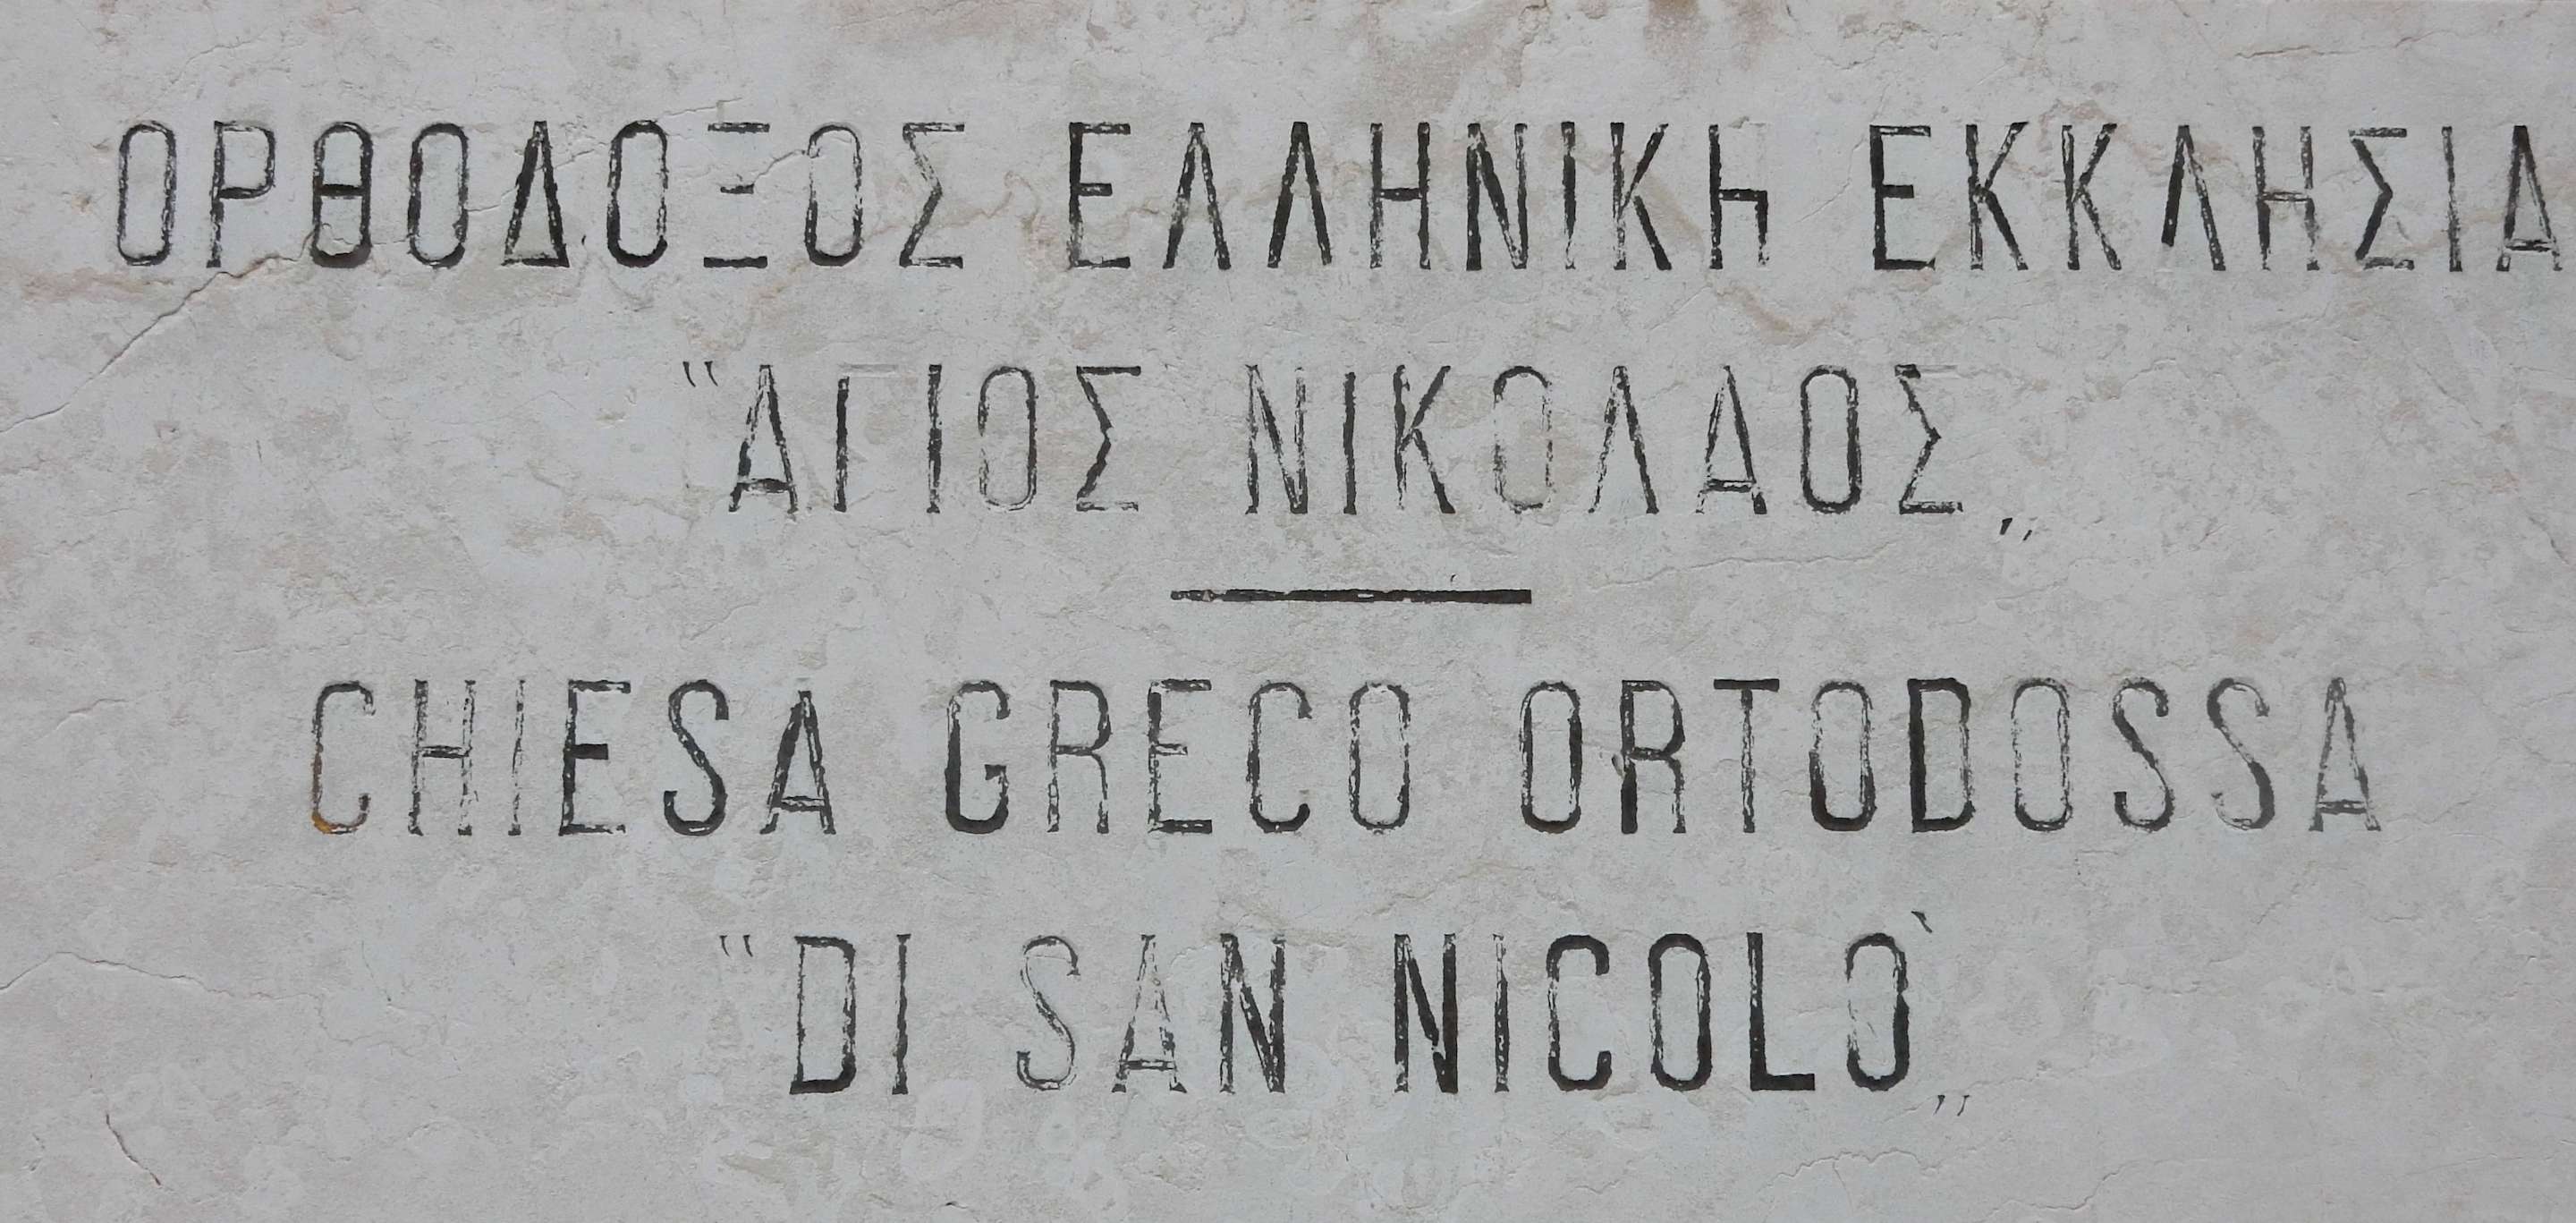 ΟΡΘΟΔΟΞΟΣ ΕΛΛΗΝΙΚΗ ΕΚΚΛΗΣΙΑ
"ΑΓΙΟΣ ΝΙΚΟΛΑΟΣ„
CHIESA GRECO ORTODOSSA
"DI SAN NICOLÒ„